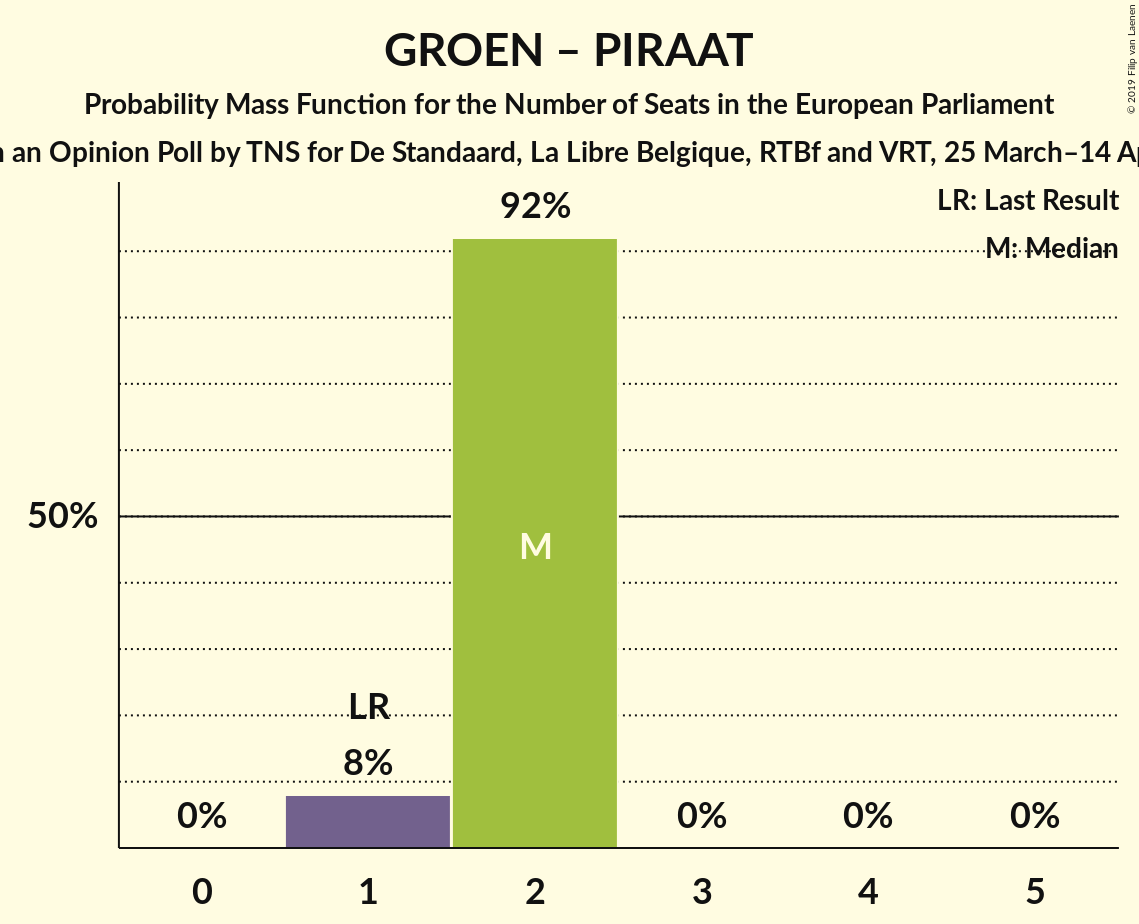 GROEN – PIRAAT
Probability Mass Function for the Number of Seats in the European Parliament
an Opinion Poll by TNS for De Standaard, La Libre Belgique, RTBf and VRT, 25 March–14
© 2019 Filip van Laenen
LR: Last Result
M: Median
92%
50%
M
LR
8%
0% 0% 0% 0%
0 1 2 3 4 5